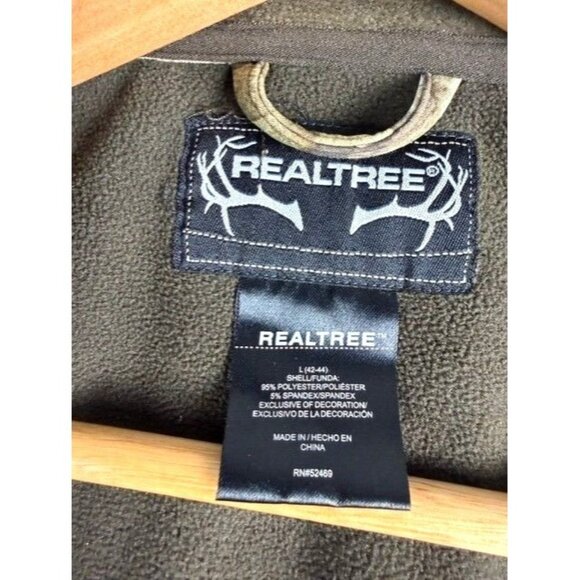 REALTREE®
REALTREE™
L (42-44)
SHELL/FUNDA:
95% POLYESTER/POLIÉSTER
5% SPANDEX/SPANDEX
EXCLUSIVE OF DECORATION/
EXCLUSIVO DE LA DECORACIÓN
MADE IN / HECHO EN
CHINA
RN#52469